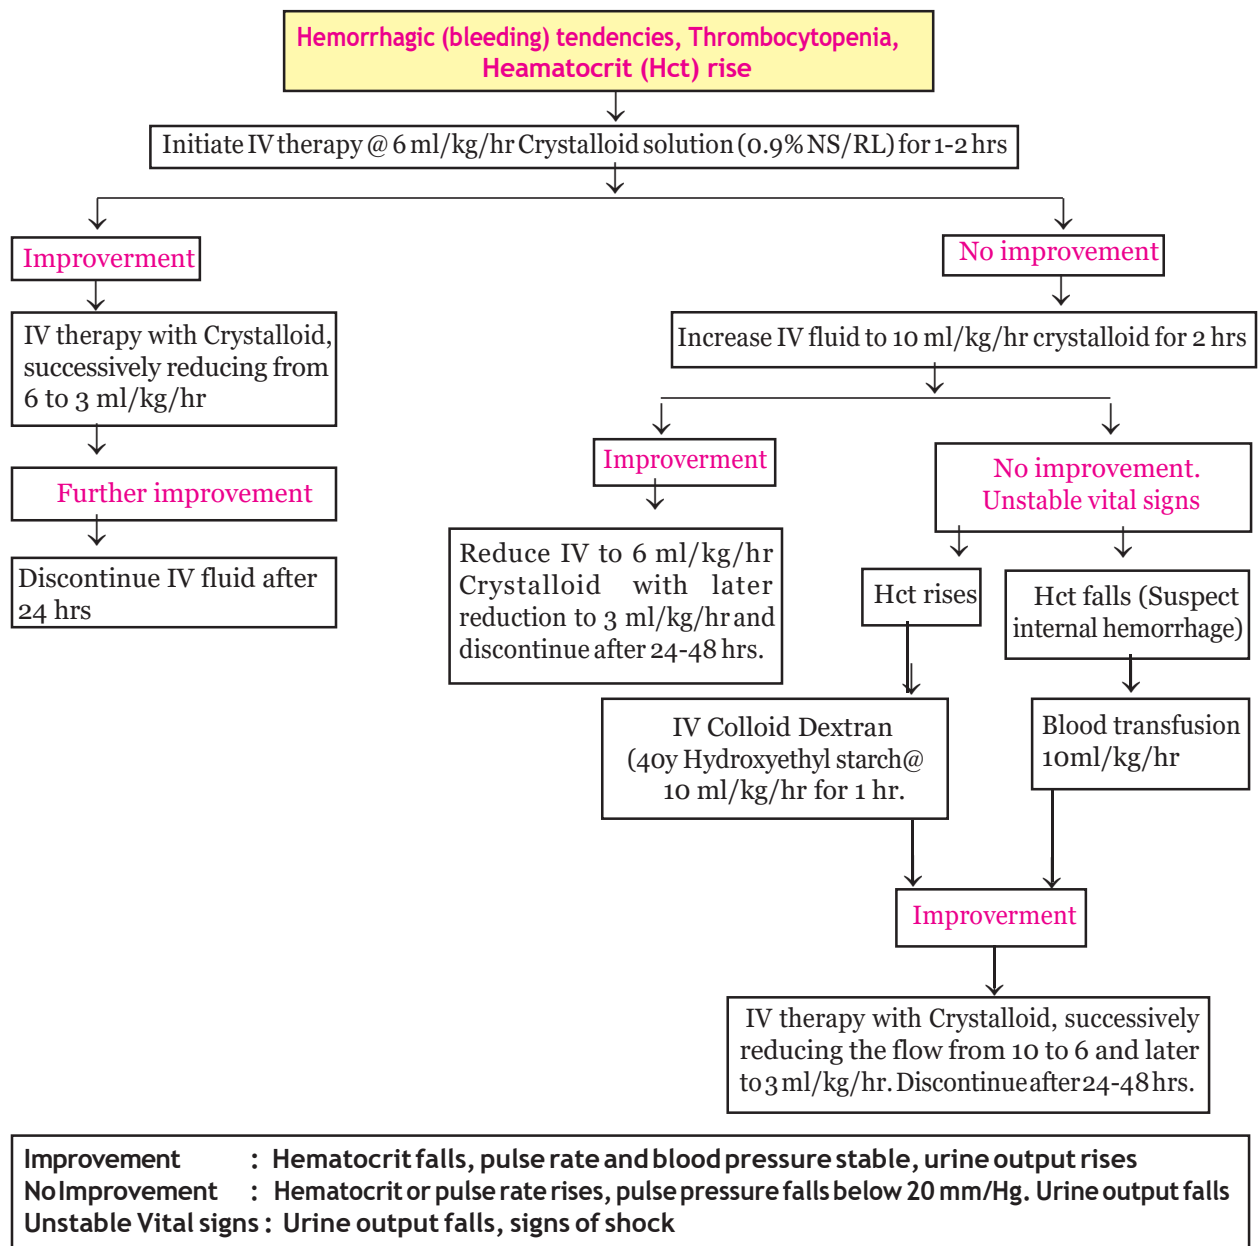 Hemorrhagic (bleeding) tendencies, Thrombocytopenia,
Heamatocrit (Hct) rise
Initiate IV therapy @ 6 ml/kg/hr Crystalloid solution (0.9% NS/RL) for 1-2 hrs
Improverment
No improvement
IV therapy with Crystalloid,
successively reducing from
6 to 3 ml/kg/hr
Increase IV fluid to 10 ml/kg/hr crystalloid for 2 hrs
Further improvement
Improverment
No improvement.
Unstable vital signs
Discontinue IV fluid after
24 hrs
Reduce IV to 6 ml/kg/hr
Crystalloid with later
reduction to 3 ml/kg/hr and
discontinue after 24-48 hrs.
Hct rises
Hct falls (Suspect
internal hemorrhage)
IV Colloid Dextran
(40y Hydroxyethyl starch@
10 ml/kg/hr for 1 hr.
Blood transfusion
10ml/kg/hr
Improverment
IV therapy with Crystalloid, successively
reducing the flow from 10 to 6 and later
to 3 ml/kg/hr. Discontinue after 24-48 hrs.
Improvement : Hematocrit falls, pulse rate and blood pressure stable, urine output rises
No Improvement : Hematocrit or pulse rate rises, pulse pressure falls below 20 mm/Hg. Urine output falls
Unstable Vital signs : Urine output falls, signs of shock